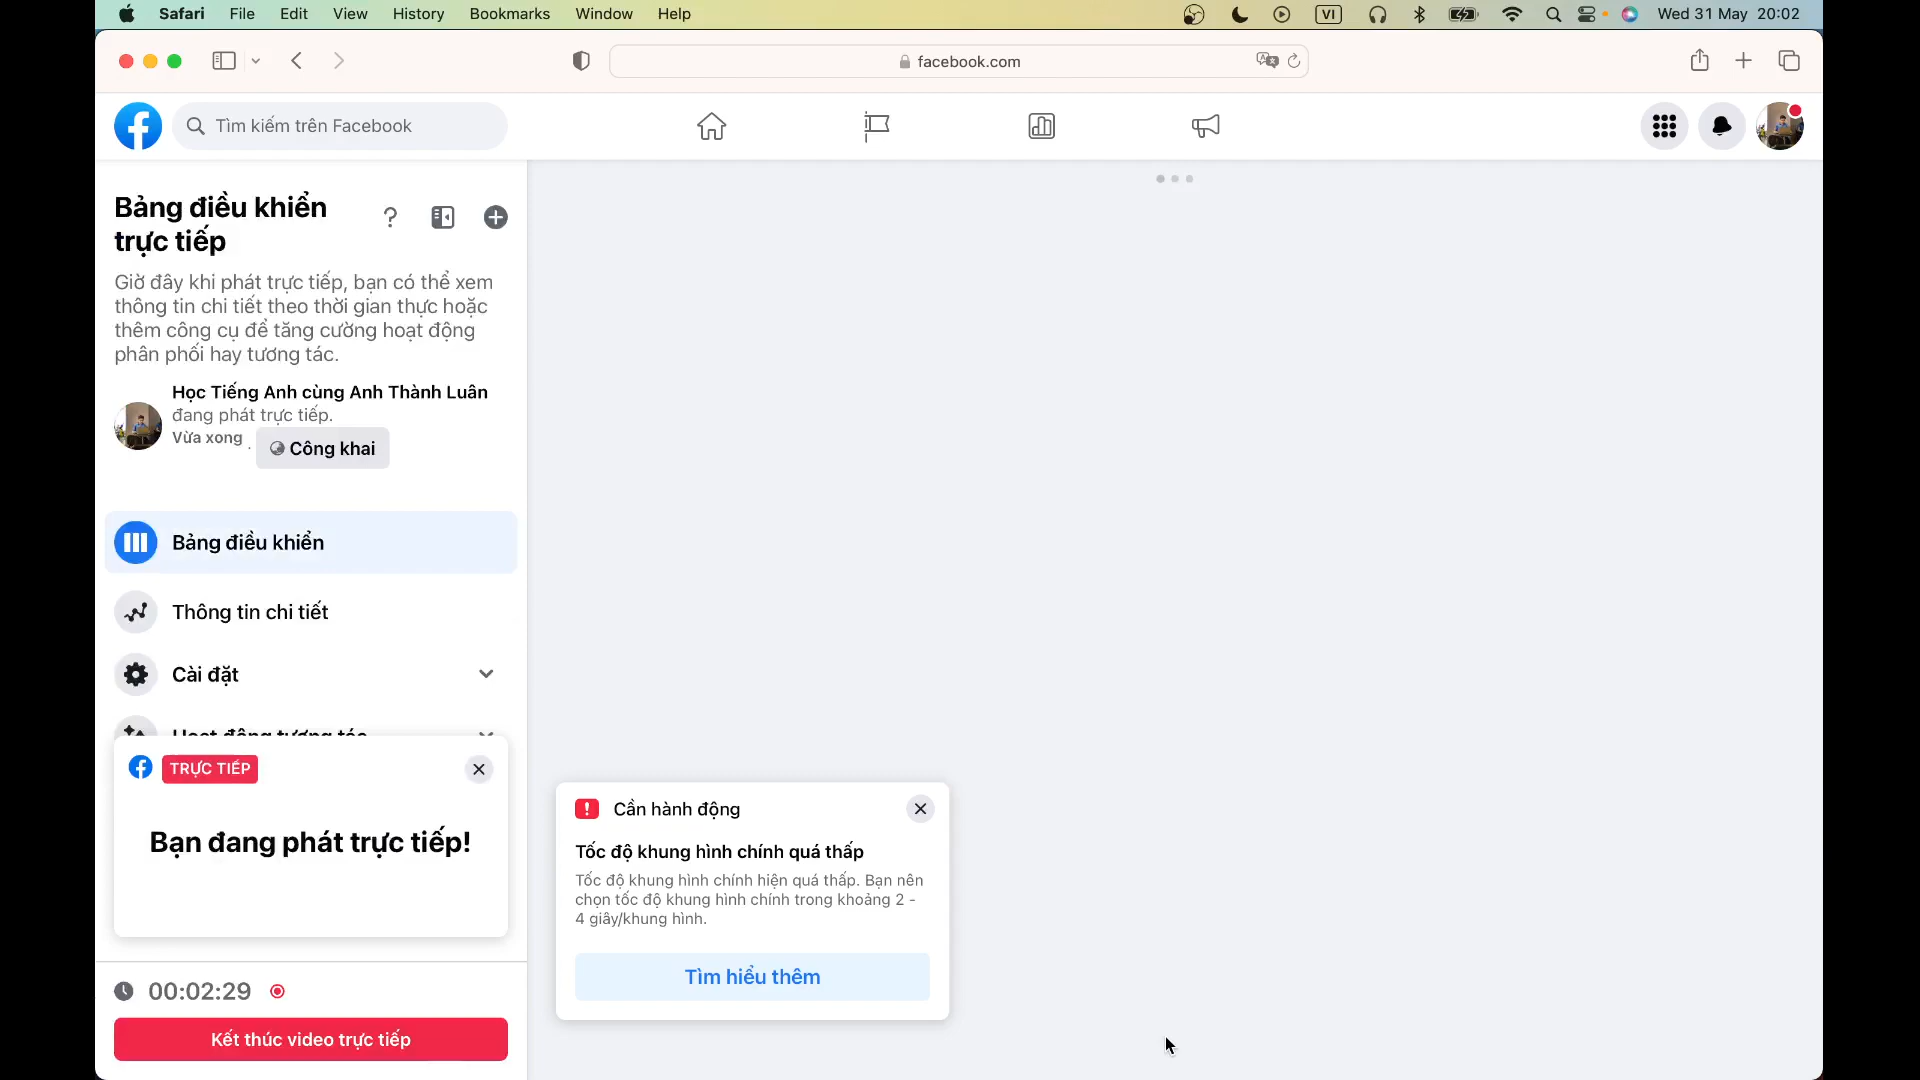 Safari File Edit View History Bookmarks Window Help VI Wed 31 May 20:02
facebook.com
Tìm kiếm trên Facebook
Bảng điều khiển
trực tiếp
Giờ đây khi phát trực tiếp, bạn có thể xem
thông tin chi tiết theo thời gian thực hoặc
thêm công cụ để tăng cường hoạt động
phân phối hay tương tác.
Học Tiếng Anh cùng Anh Thành Luân
đang phát trực tiếp.
Vừa xong · Công khai
Bảng điều khiển
Thông tin chi tiết
Cài đặt
Hoạt động tương tác
TRỰC TIẾP
Bạn đang phát trực tiếp!
00:02:29
Kết thúc video trực tiếp
Cần hành động
Tốc độ khung hình chính quá thấp
Tốc độ khung hình chính hiện quá thấp. Bạn nên
chọn tốc độ khung hình chính trong khoảng 2 -
4 giây/khung hình.
Tìm hiểu thêm